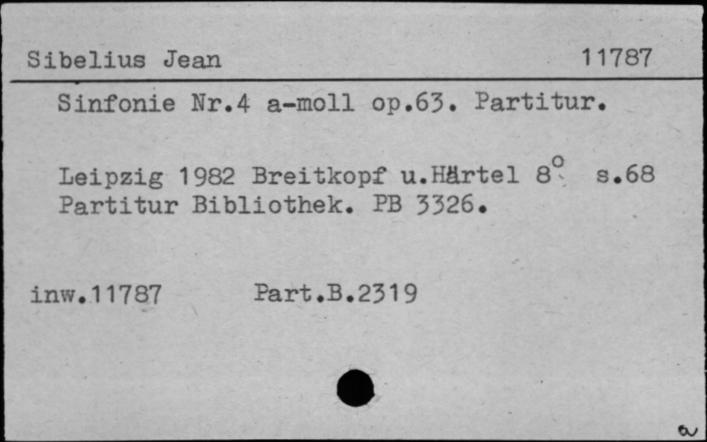 Sibelius Jean 11787
Sinfonie Nr.4 a-moll op.63. Partitur.
Leipzig 1982 Breitkopf u.Härtel 8° s.68
Partitur Bibliothek. PB 3326.
inw.11787 Part.B.2319